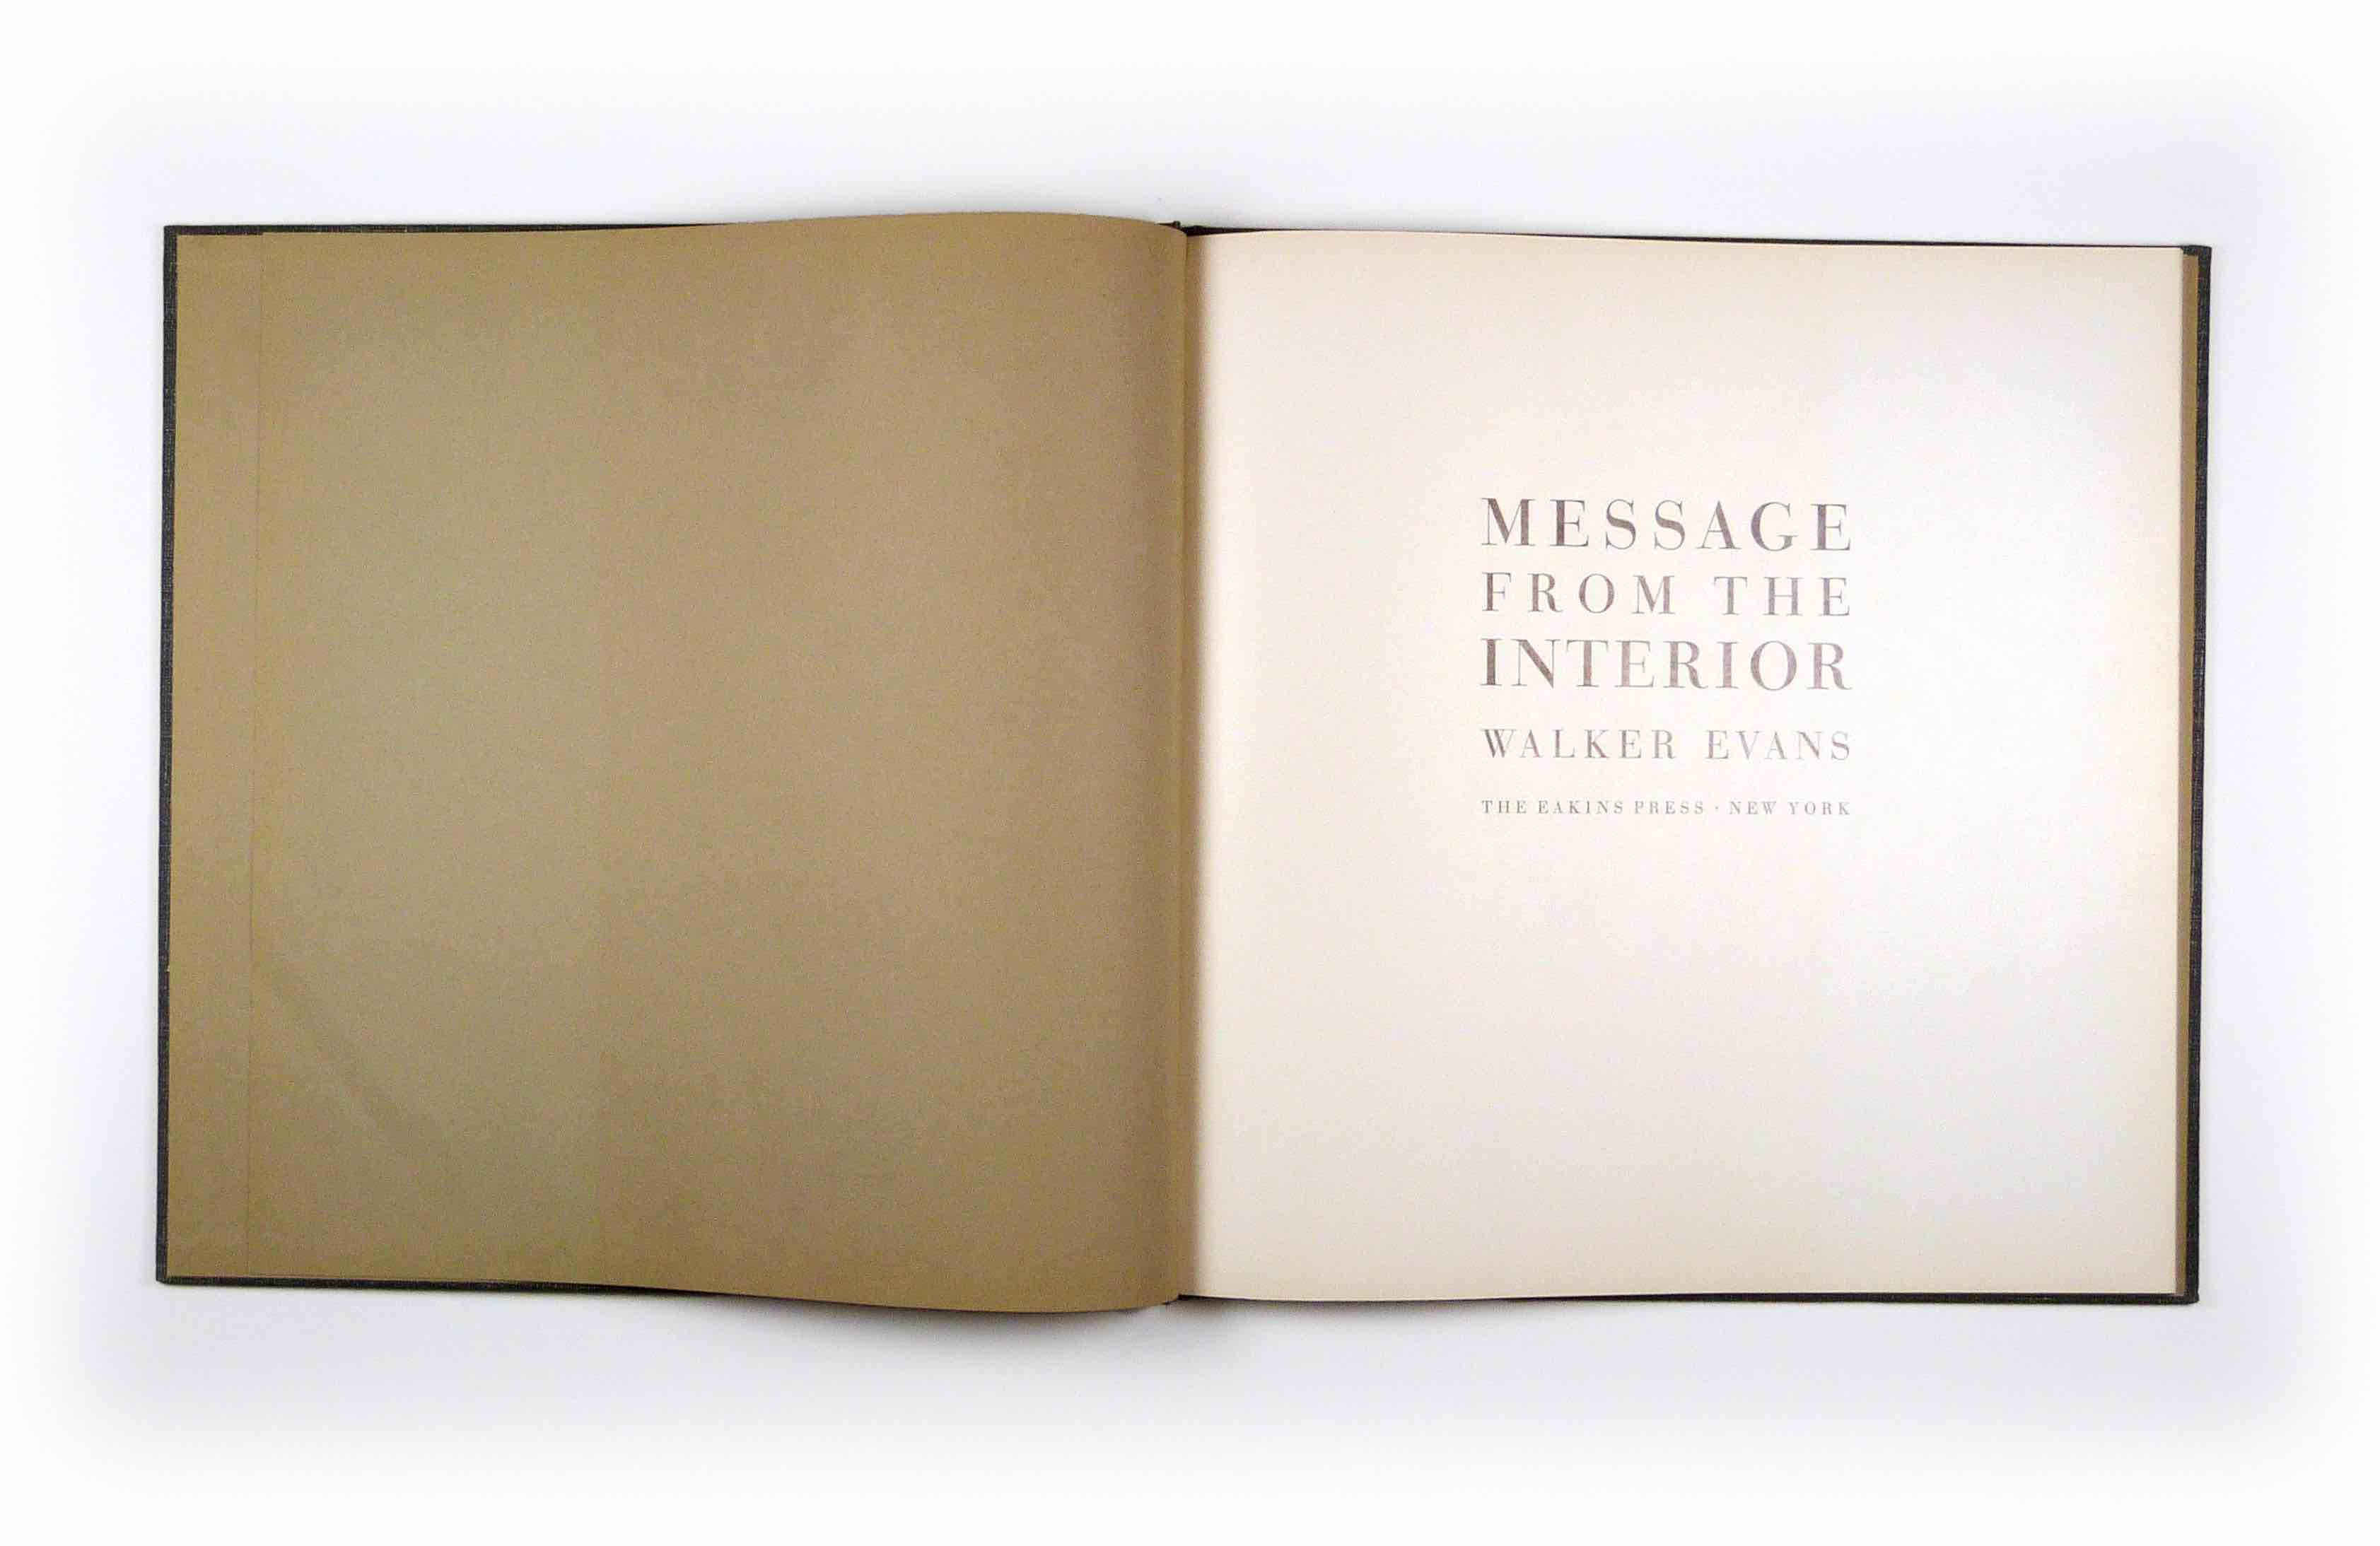 MESSAGE
FROM THE
INTERIOR
WALKER EVANS
THE EAKINS PRESS · NEW YORK